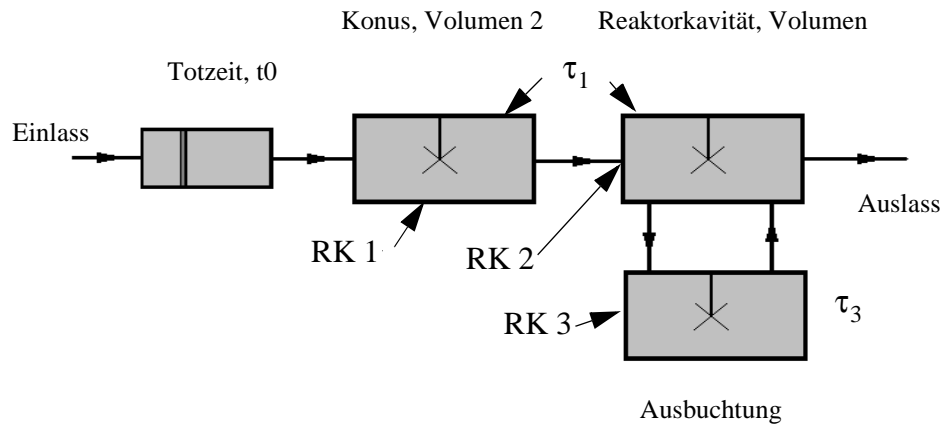 Konus, Volumen 2
Reaktorkavität, Volumen
Totzeit, t0
τ1
Einlass
Auslass
RK 1
RK 2
RK 3
τ3
Ausbuchtung